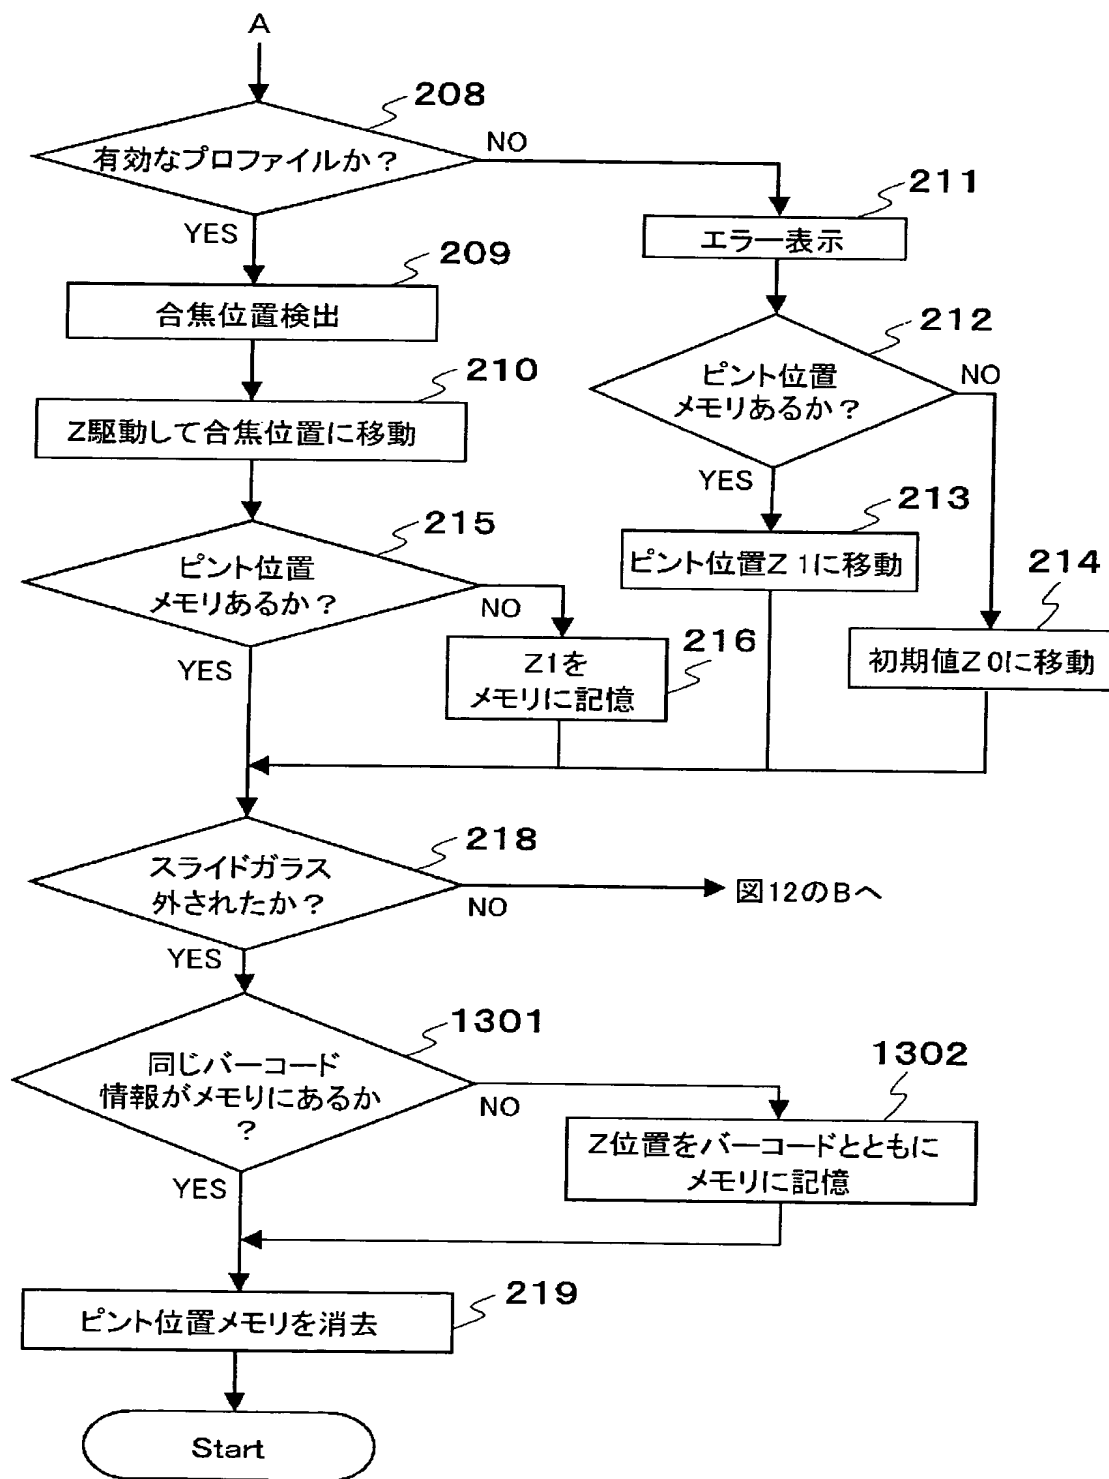 A
208
有効なプロファイルか？
NO
YES
211
エラー表示
209
合焦位置検出
212
ピント位置
メモリあるか？
NO
YES
210
Z駆動して合焦位置に移動
215
ピント位置
メモリあるか？
NO
YES
213
ピント位置Z1に移動
214
初期値Z0に移動
216
Z1を
メモリに記憶
218
スライドガラス
外されたか？
NO
図12のBへ
YES
1301
同じバーコード
情報がメモリにあるか
？
NO
YES
1302
Z位置をバーコードとともに
メモリに記憶
219
ピント位置メモリを消去
Start